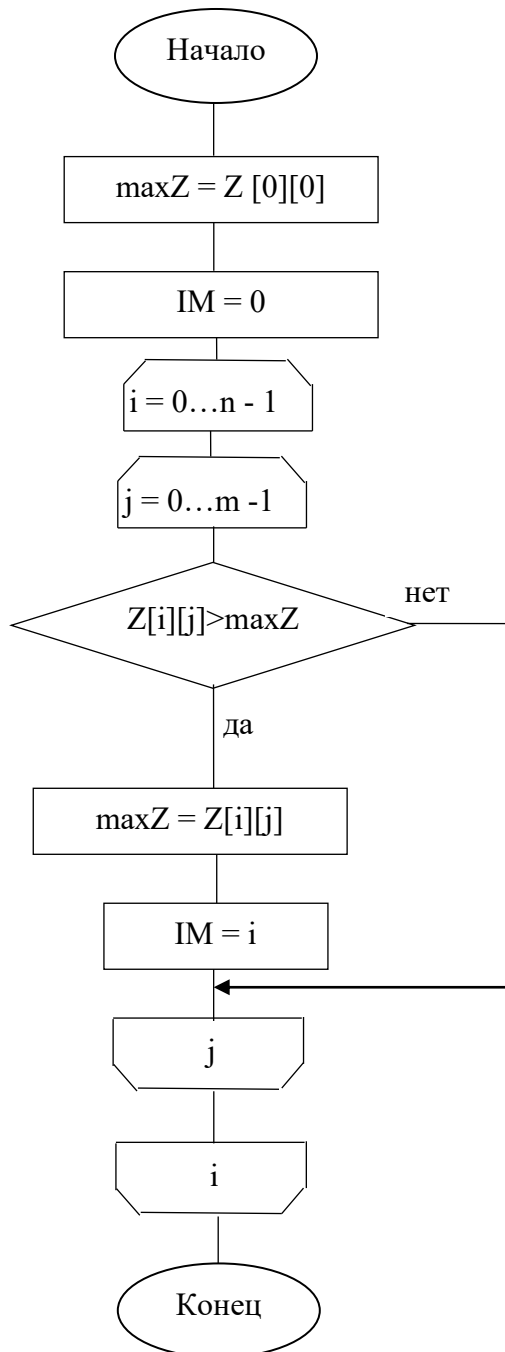 Начало
maxZ = Z [0][0]
IM = 0
i = 0…n - 1
j = 0…m -1
Z[i][j]>maxZ
нет
да
maxZ = Z[i][j]
IM = i
j
i
Конец